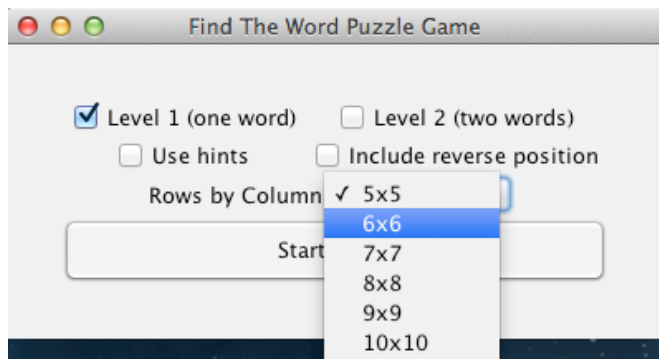 Find The Word Puzzle Game
Level 1 (one word) Level 2 (two words)
Use hints Include reverse position
Rows by Column ✓ 5x5
6x6
Start 7x7
8x8
9x9
10x10